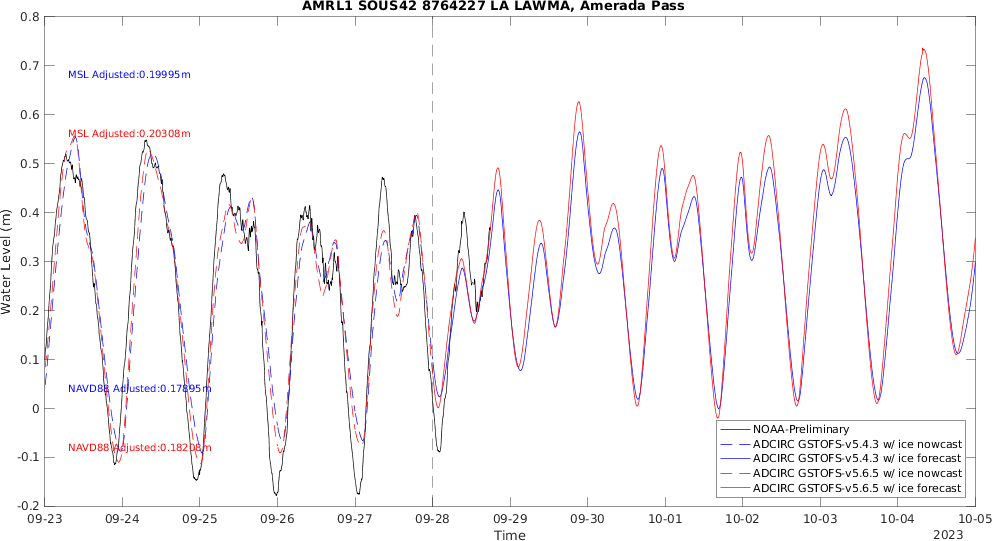 AMRL1 SOUS42 8764227 LA LAWMA, Amerada Pass
0.8
0.7
0.6
0.5
0.4
0.3
0.2
0.1
0
-0.1
-0.2
Water Level (m)
MSL Adjusted:0.19995m
MSL Adjusted:0.20308m
NAVD88 Adjusted:0.17895m
NAVD88 Adjusted:0.18208m
NOAA-Preliminary
ADCIRC GSTOFS-v5.4.3 w/ ice nowcast
ADCIRC GSTOFS-v5.4.3 w/ ice forecast
ADCIRC GSTOFS-v5.6.5 w/ ice nowcast
ADCIRC GSTOFS-v5.6.5 w/ ice forecast
09-23 09-24 09-25 09-26 09-27 09-28 09-29 09-30 10-01 10-02 10-03 10-04 10-05
Time
2023